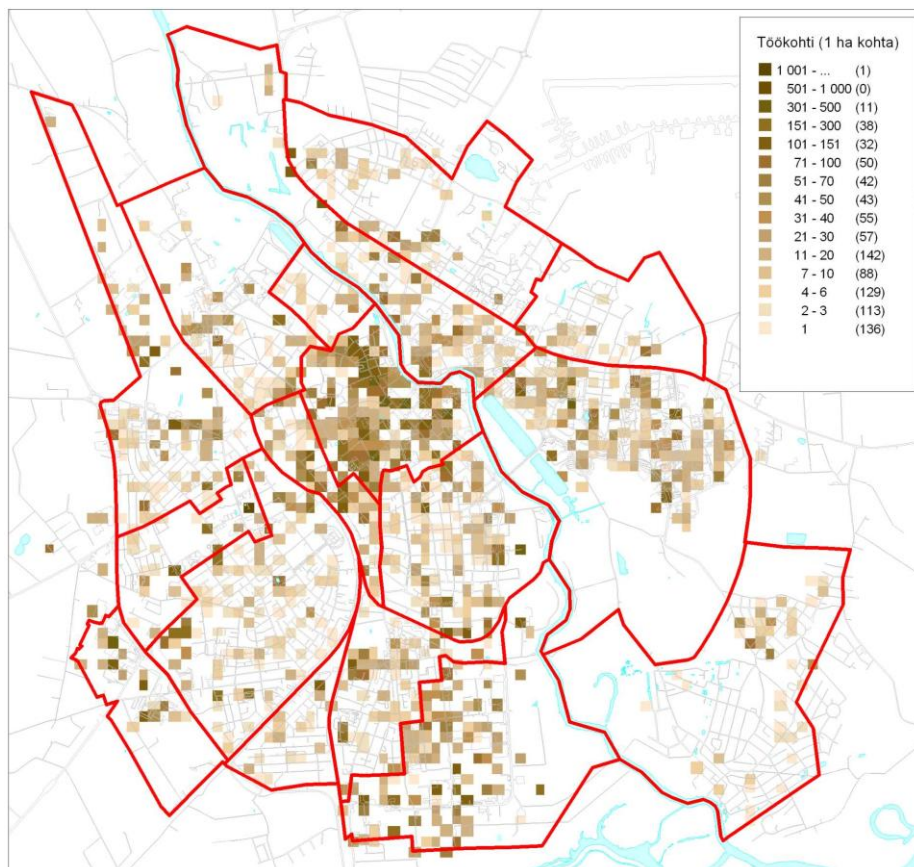 Töökohti (1 ha kohta)
1 001 - ... (1)
501 - 1 000 (0)
301 - 500 (11)
151 - 300 (38)
101 - 151 (32)
71 - 100 (50)
51 - 70 (42)
41 - 50 (43)
31 - 40 (55)
21 - 30 (57)
11 - 20 (142)
7 - 10 (88)
4 - 6 (129)
2 - 3 (113)
1 (136)